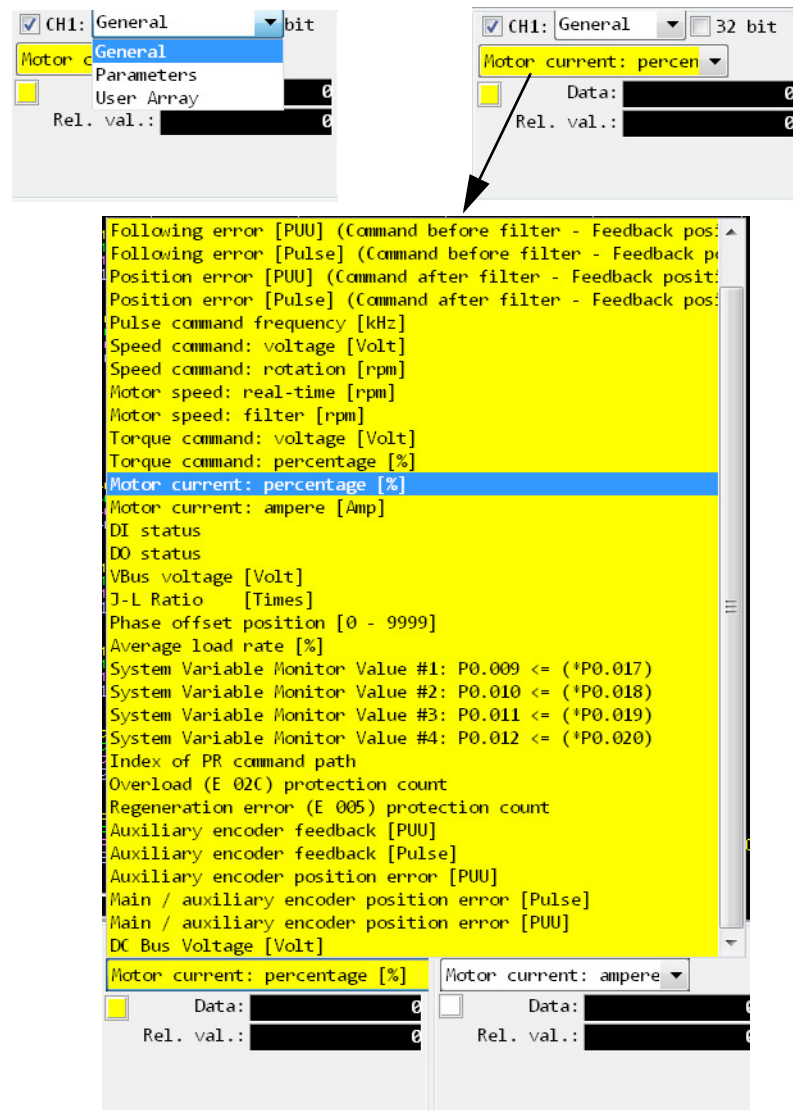 CH1: General bit
General
Parameters
User Array
Motor c
0
Rel. val.: 0
CH1: General 32 bit
Motor current: percen
Data: 0
Rel. val.: 0
Following error [PUU] (Command before filter - Feedback posi
Following error [Pulse] (Command before filter - Feedback po
Position error [PUU] (Command after filter - Feedback positi
Position error [Pulse] (Command after filter - Feedback posi
Pulse command frequency [kHz]
Speed command: voltage [Volt]
Speed command: rotation [rpm]
Motor speed: real-time [rpm]
Motor speed: filter [rpm]
Torque command: voltage [Volt]
Torque command: percentage [%]
Motor current: percentage [%]
Motor current: ampere [Amp]
DI status
DO status
VBus voltage [Volt]
J-L Ratio [Times]
Phase offset position [0 - 9999]
Average load rate [%]
System Variable Monitor Value #1: P0.009 <= (*P0.017)
System Variable Monitor Value #2: P0.010 <= (*P0.018)
System Variable Monitor Value #3: P0.011 <= (*P0.019)
System Variable Monitor Value #4: P0.012 <= (*P0.020)
Index of PR command path
Overload (E 02C) protection count
Regeneration error (E 005) protection count
Auxiliary encoder feedback [PUU]
Auxiliary encoder feedback [Pulse]
Auxiliary encoder position error [PUU]
Main / auxiliary encoder position error [Pulse]
Main / auxiliary encoder position error [PUU]
DC Bus Voltage [Volt]
Motor current: percentage [%] Motor current: ampere
Data: 0 Data: 0
Rel. val.: 0 Rel. val.: 0